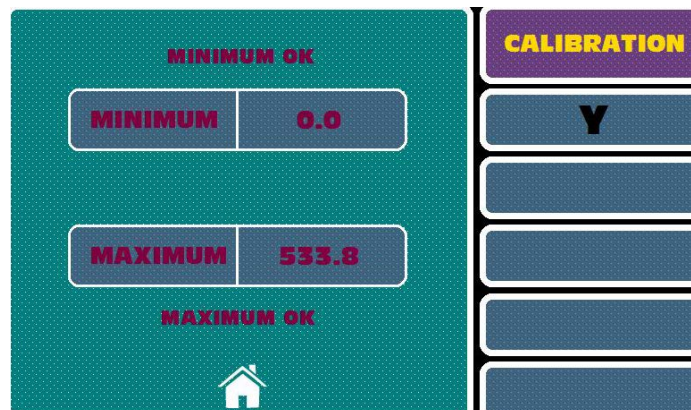 MINIMUM OK
MINIMUM 0.0
MAXIMUM 533.8
MAXIMUM OK
CALIBRATION
Y